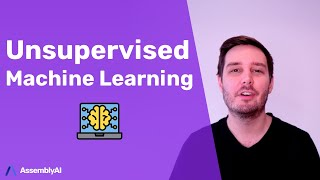 Unsupervised
Machine Learning
AssemblyAI